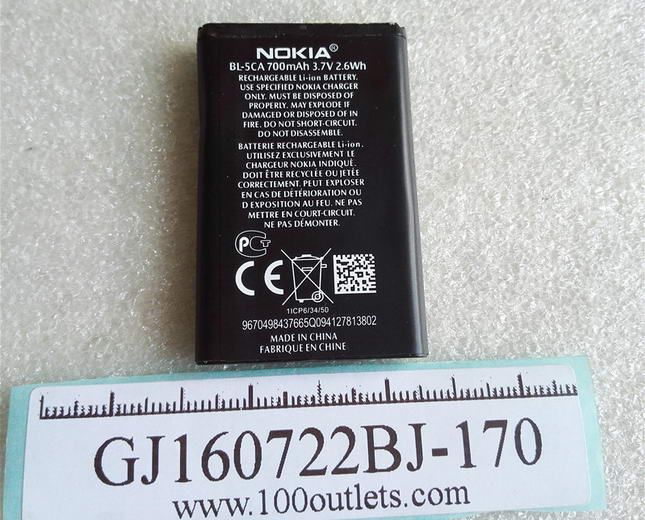 NOKIA®
BL-5CA 700mAh 3.7V 2.6Wh
RECHARGEABLE Li-ion BATTERY.
USE SPECIFIED NOKIA CHARGER
ONLY. MUST BE DISPOSED OF
PROPERLY. MAY EXPLODE IF
DAMAGED OR DISPOSED OF IN
FIRE. DO NOT SHORT-CIRCUIT.
DO NOT DISASSEMBLE.
BATTERIE RECHARGEABLE Li-ion.
UTILISEZ EXCLUSIVEMENT LE
CHARGEUR NOKIA INDIQUÉ.
DOIT ÊTRE RECYCLÉE OU JETÉE
CORRECTEMENT. PEUT EXPLOSER
EN CAS DE DÉTÉRIORATION OU
D'EXPOSITION AU FEU. NE PAS
METTRE EN COURT-CIRCUIT.
NE PAS DÉMONTER.
РСТ
CE
1ICP6/34/50
9670498437665Q094127813802
MADE IN CHINA
FABRIQUE EN CHINE
GJ160722BJ-170
www.100outlets.com